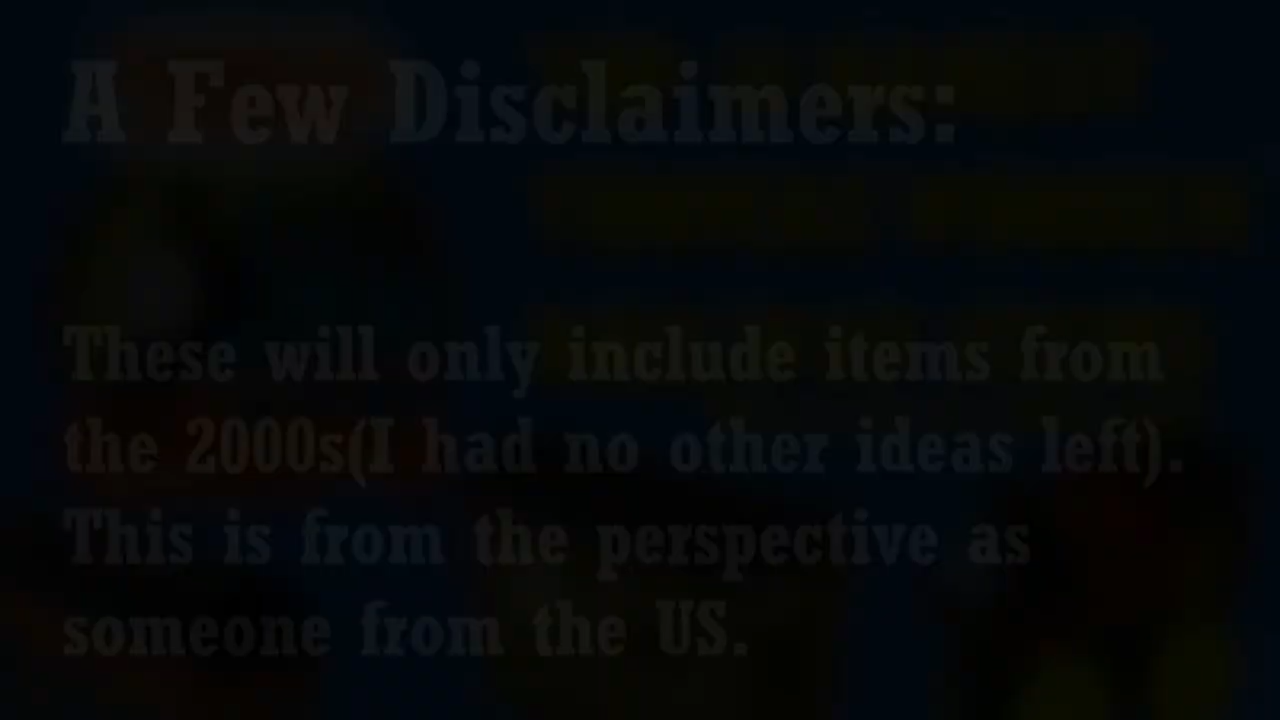 A Few Disclaimers:
These will only include items from
the 2000s(I had no other ideas left).
This is from the perspective as
someone from the US.